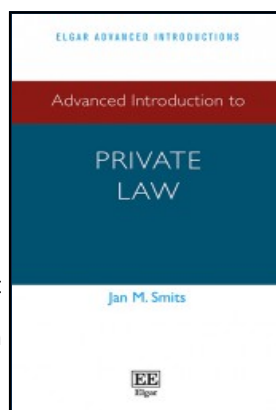 ELGAR ADVANCED INTRODUCTIONS
Advanced Introduction to
PRIVATE
LAW
Jan M. Smits
EE
Elgar